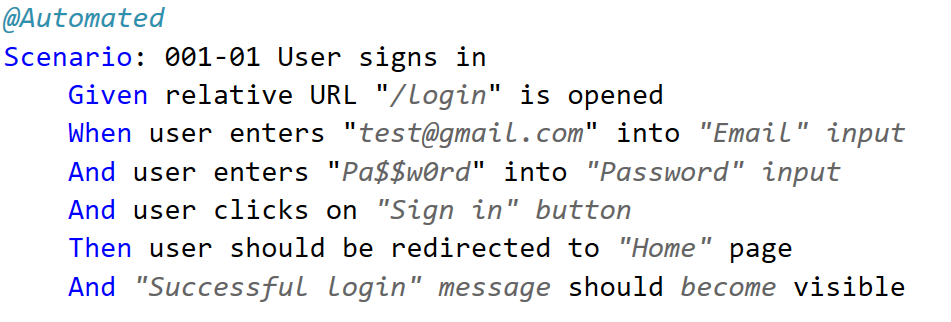 @Automated
Scenario: 001-01 User signs in
Given relative URL "/login" is opened
When user enters "test@gmail.com" into "Email" input
And user enters "Pa$$w0rd" into "Password" input
And user clicks on "Sign in" button
Then user should be redirected to "Home" page
And "Successful login" message should become visible